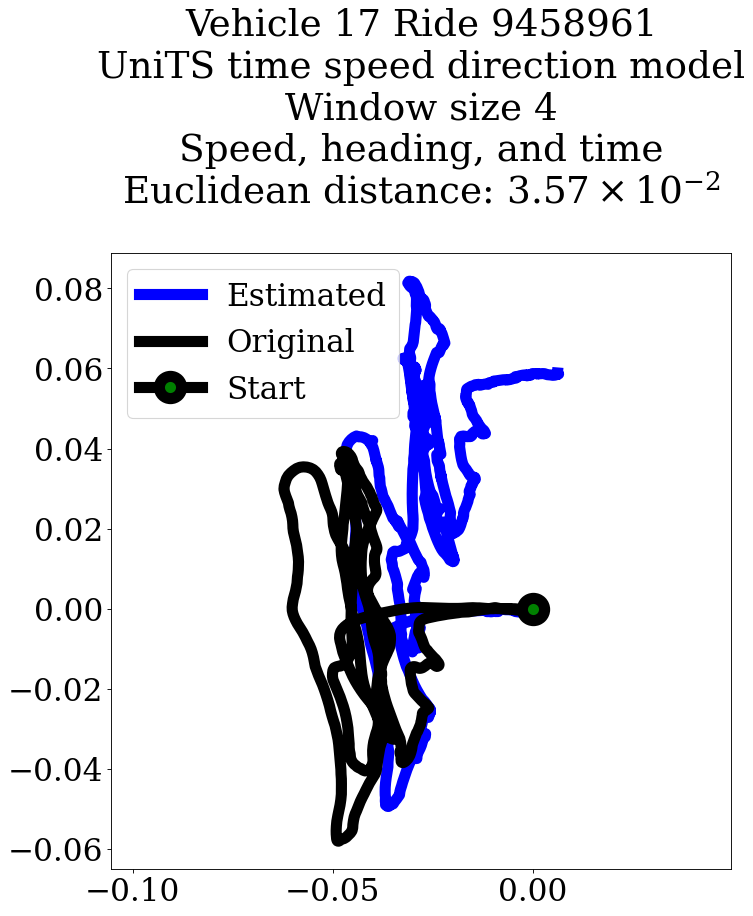 Vehicle 17 Ride 9458961
UniTS time speed direction model
Window size 4
Speed, heading, and time
Euclidean distance: 3.57 × 10⁻²
Estimated
Original
Start
0.08
0.06
0.04
0.02
0.00
−0.02
−0.04
−0.06
−0.10
−0.05
0.00